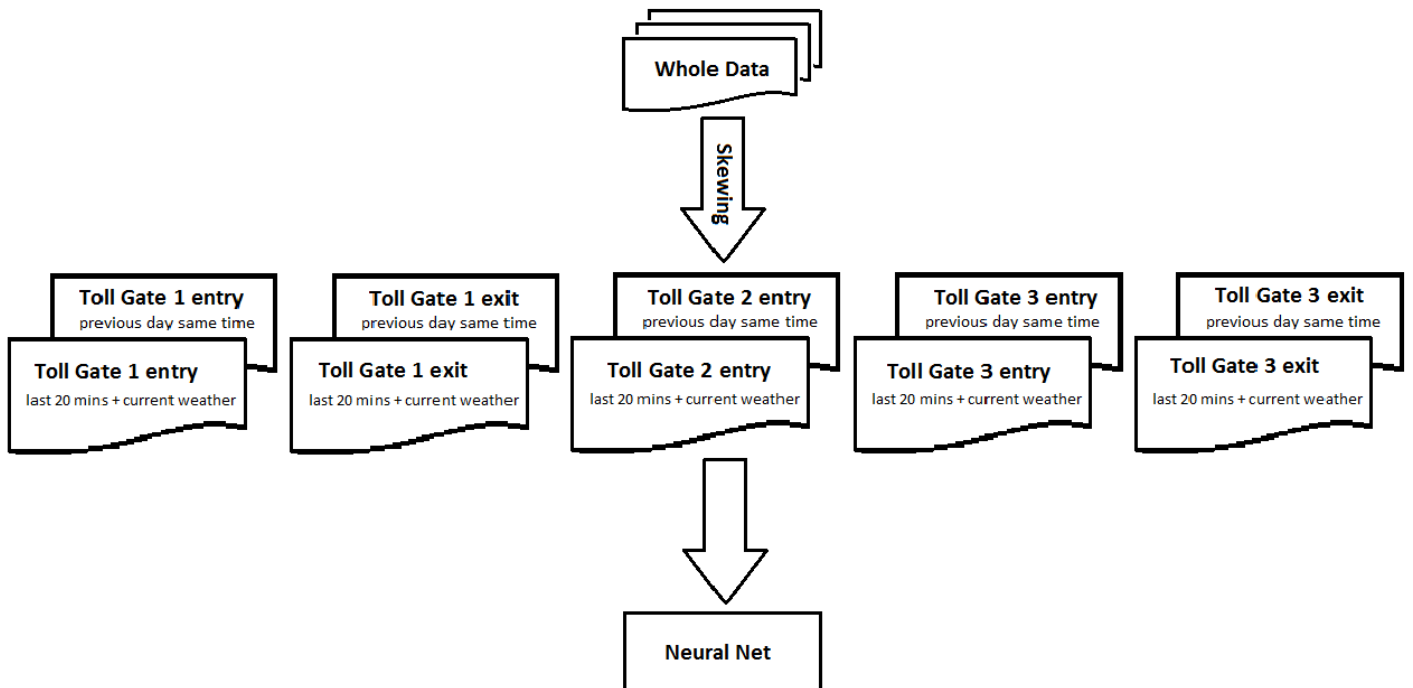 Whole Data
Skewing
Toll Gate 1 entry
previous day same time
Toll Gate 1 entry
last 20 mins + current weather
Toll Gate 1 exit
previous day same time
Toll Gate 1 exit
last 20 mins + current weather
Toll Gate 2 entry
previous day same time
Toll Gate 2 entry
last 20 mins + current weather
Toll Gate 3 entry
previous day same time
Toll Gate 3 entry
last 20 mins + current weather
Toll Gate 3 exit
previous day same time
Toll Gate 3 exit
last 20 mins + current weather
Neural Net